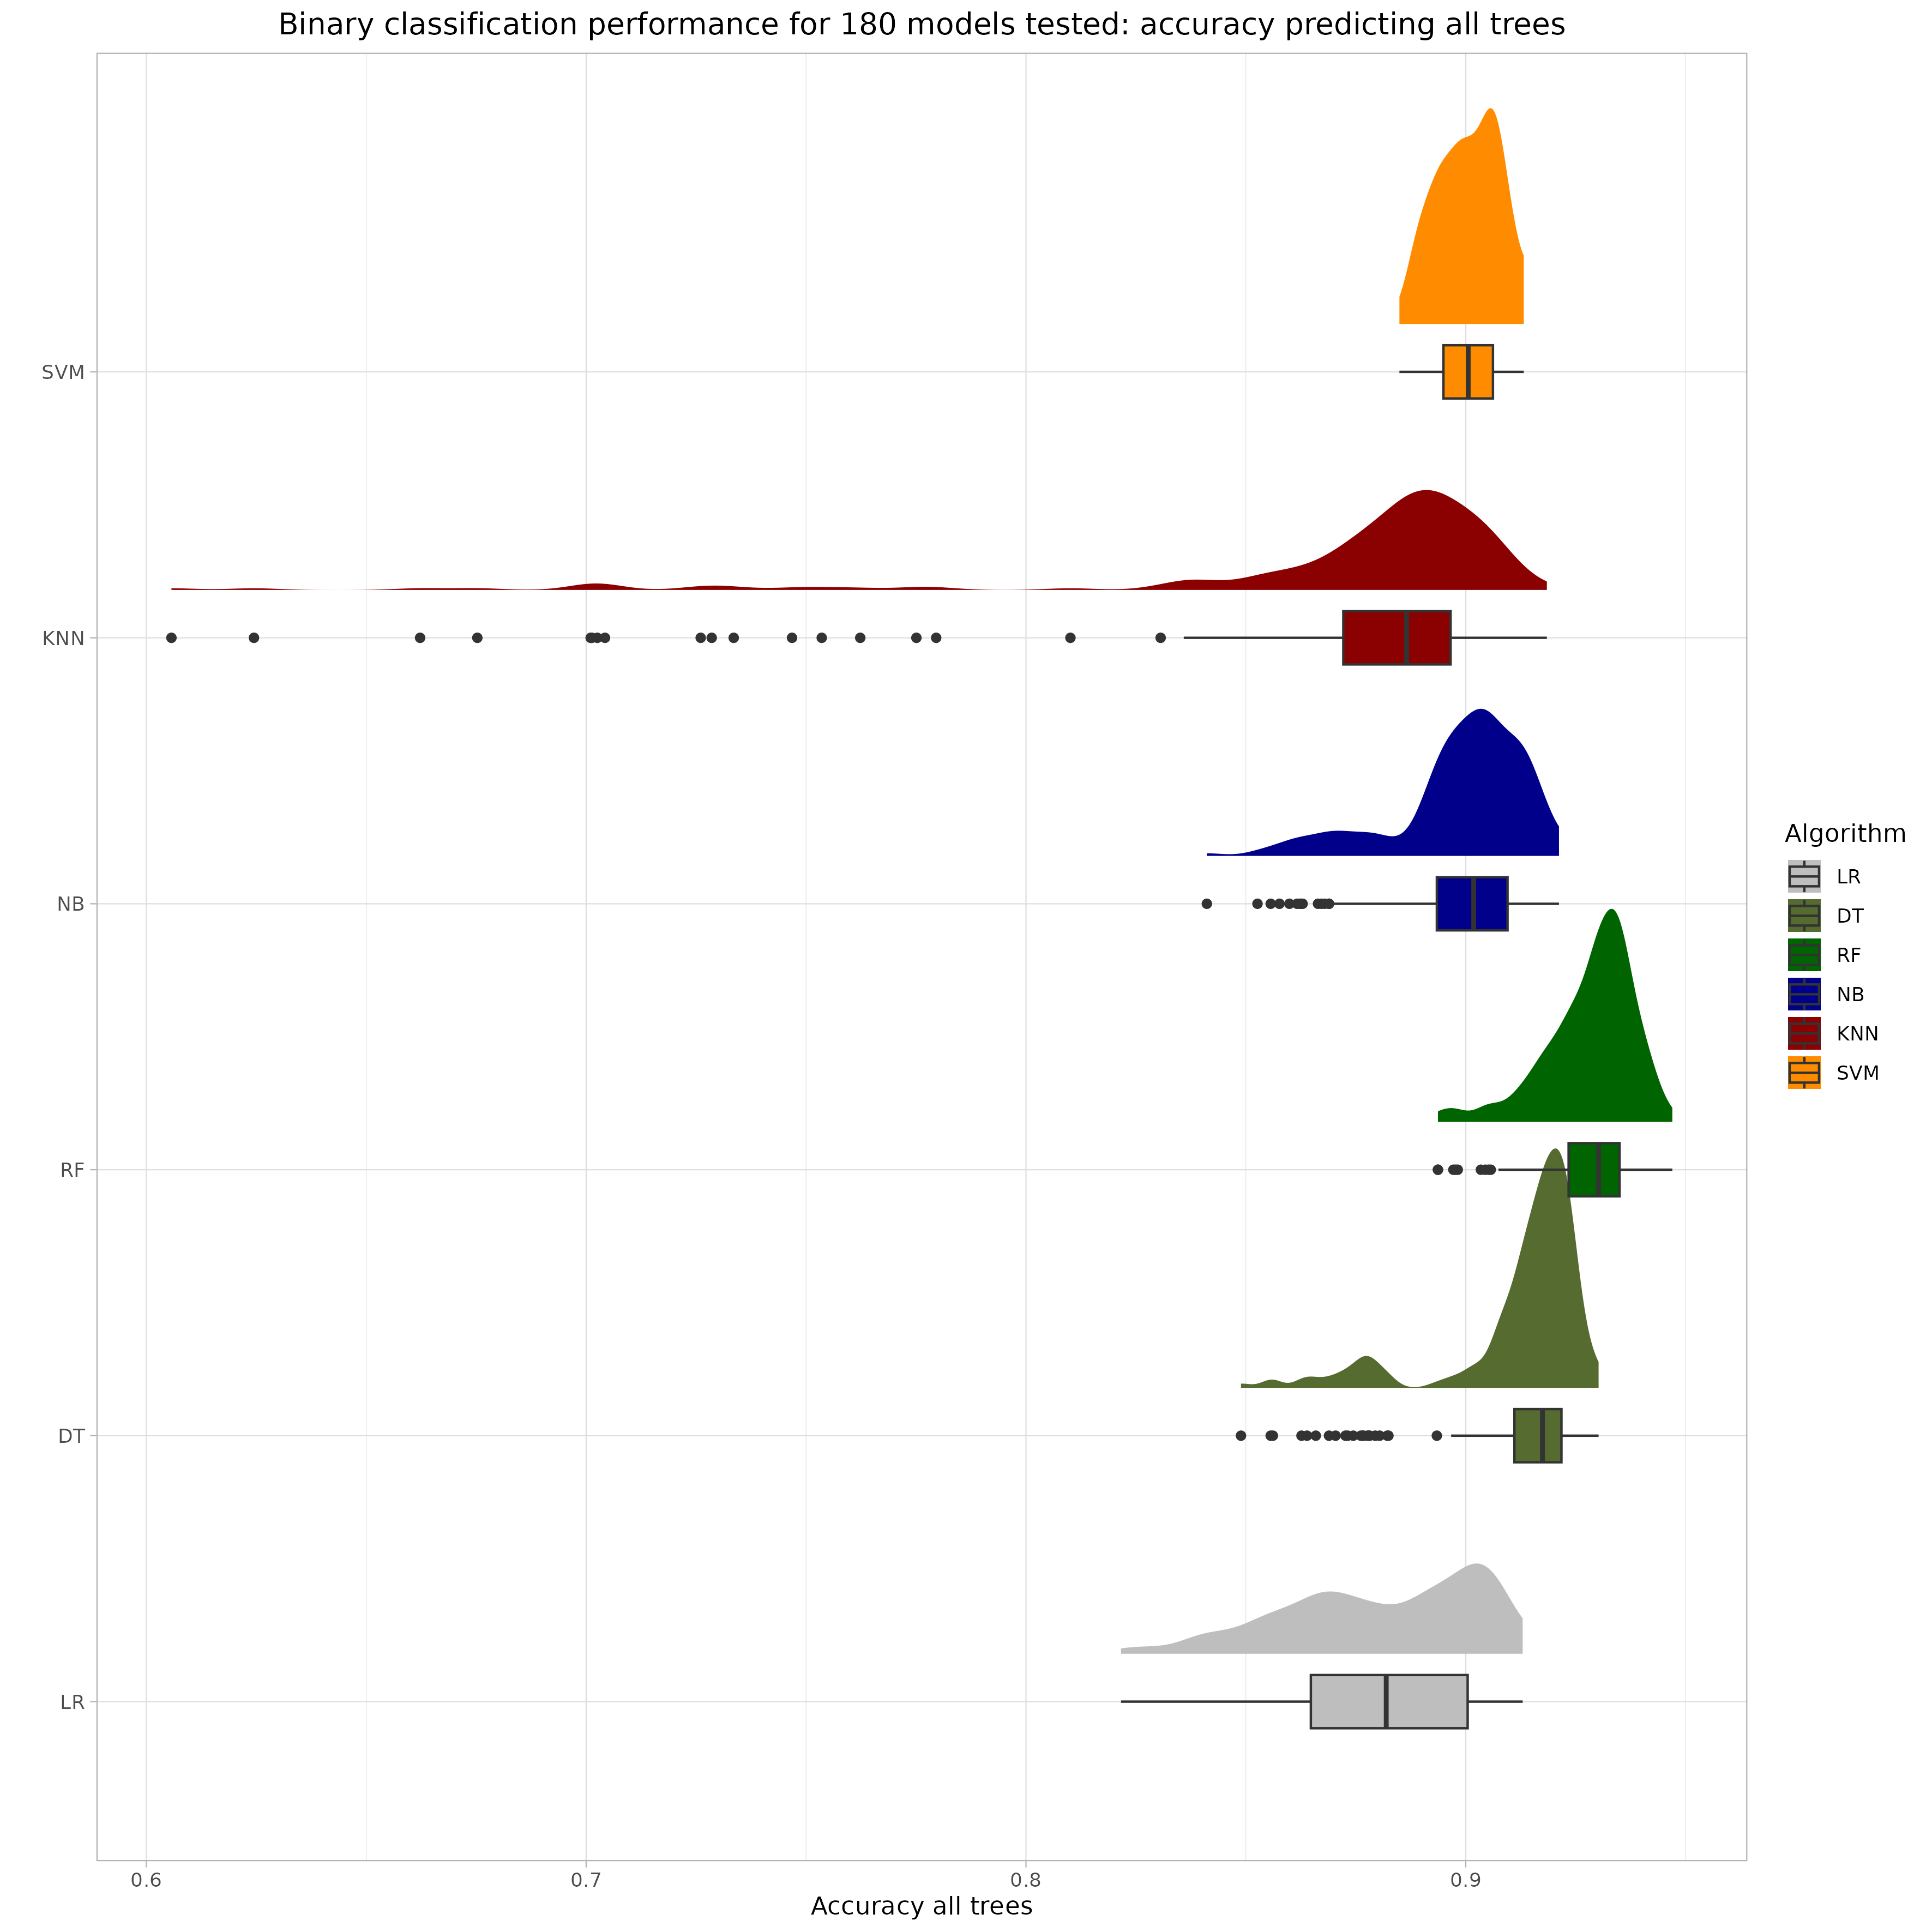 Binary classification performance for 180 models tested: accuracy predicting all trees
SVM
KNN
NB
RF
DT
LR
0.6
0.7
0.8
0.9
Accuracy all trees
Algorithm
LR
DT
RF
NB
KNN
SVM